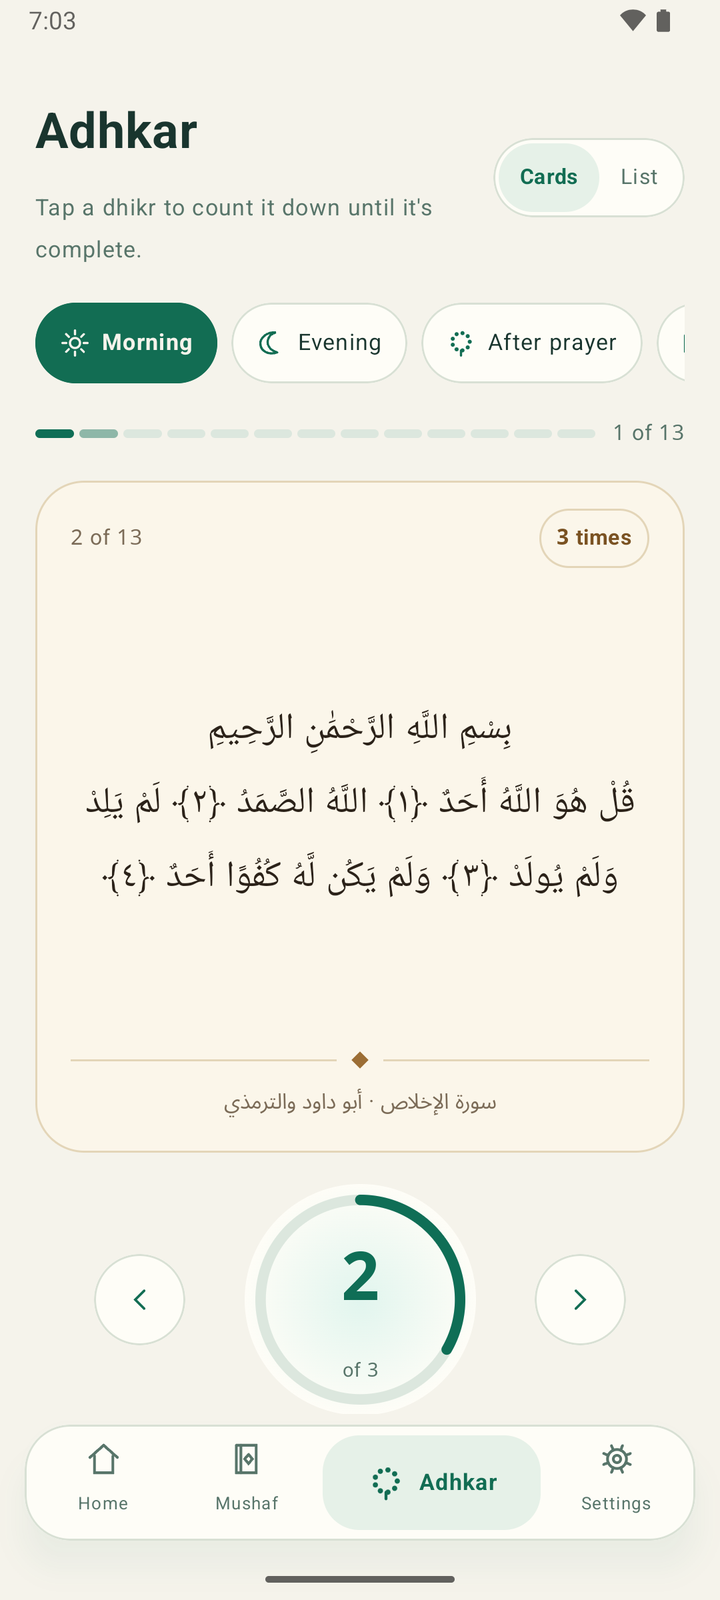 7:03
Adhkar
Tap a dhikr to count it down until it's
complete.
Cards
List
Morning
Evening
After prayer
1 of 13
2 of 13
3 times
بِسْمِ اللَّهِ الرَّحْمَٰنِ الرَّحِيمِ
قُلْ هُوَ اللَّهُ أَحَدٌ ﴿١﴾ اللَّهُ الصَّمَدُ ﴿٢﴾ لَمْ يَلِدْ
وَلَمْ يُولَدْ ﴿٣﴾ وَلَمْ يَكُن لَّهُ كُفُوًا أَحَدٌ ﴿٤﴾
سورة الإخلاص · أبو داود والترمذي
2
of 3
Home
Mushaf
Adhkar
Settings